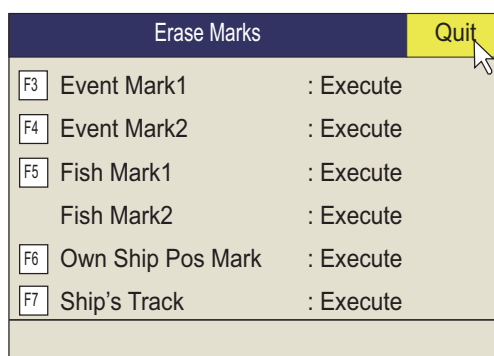 Erase Marks Quit
F3 Event Mark1 : Execute
F4 Event Mark2 : Execute
F5 Fish Mark1 : Execute
Fish Mark2 : Execute
F6 Own Ship Pos Mark : Execute
F7 Ship's Track : Execute